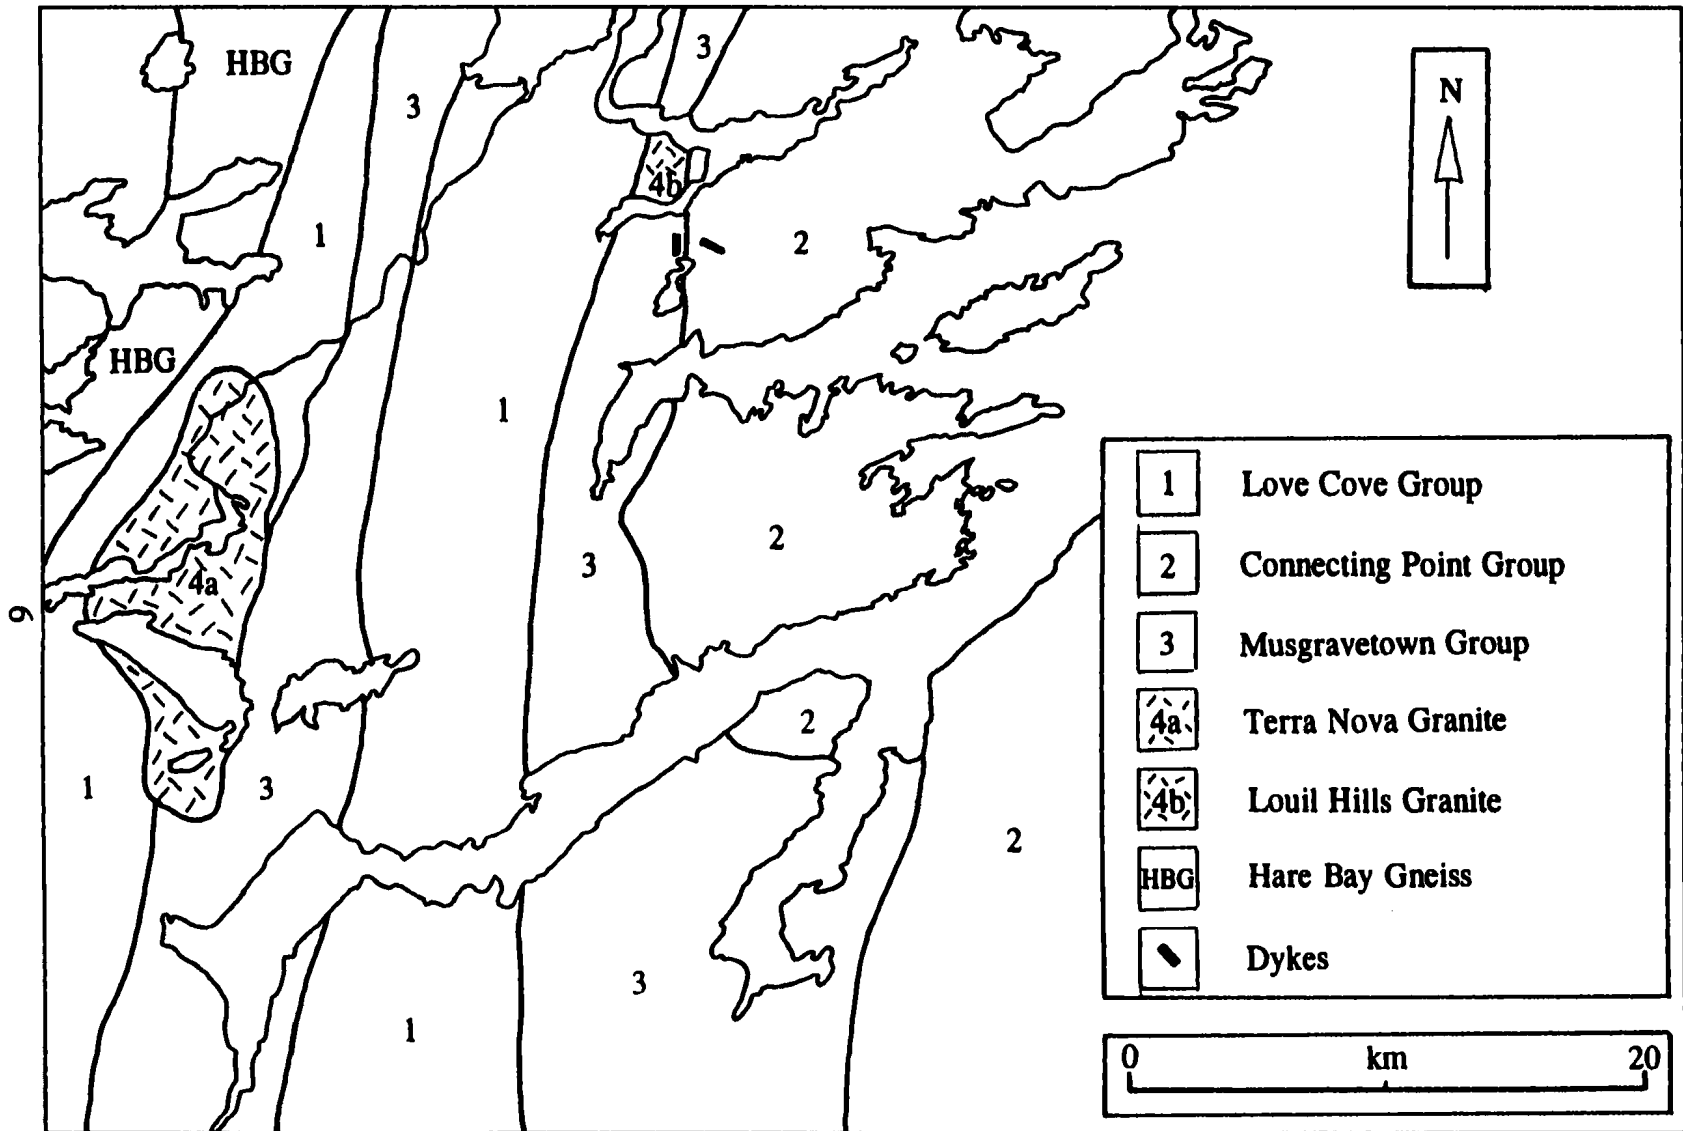 HBG
3
3
N
4b
1
2
HBG
1
2
3
4a
6
2
1
3
2
3
1
1 Love Cove Group
2 Connecting Point Group
3 Musgravetown Group
4a Terra Nova Granite
4b Louil Hills Granite
HBG Hare Bay Gneiss
Dykes
0 km 20